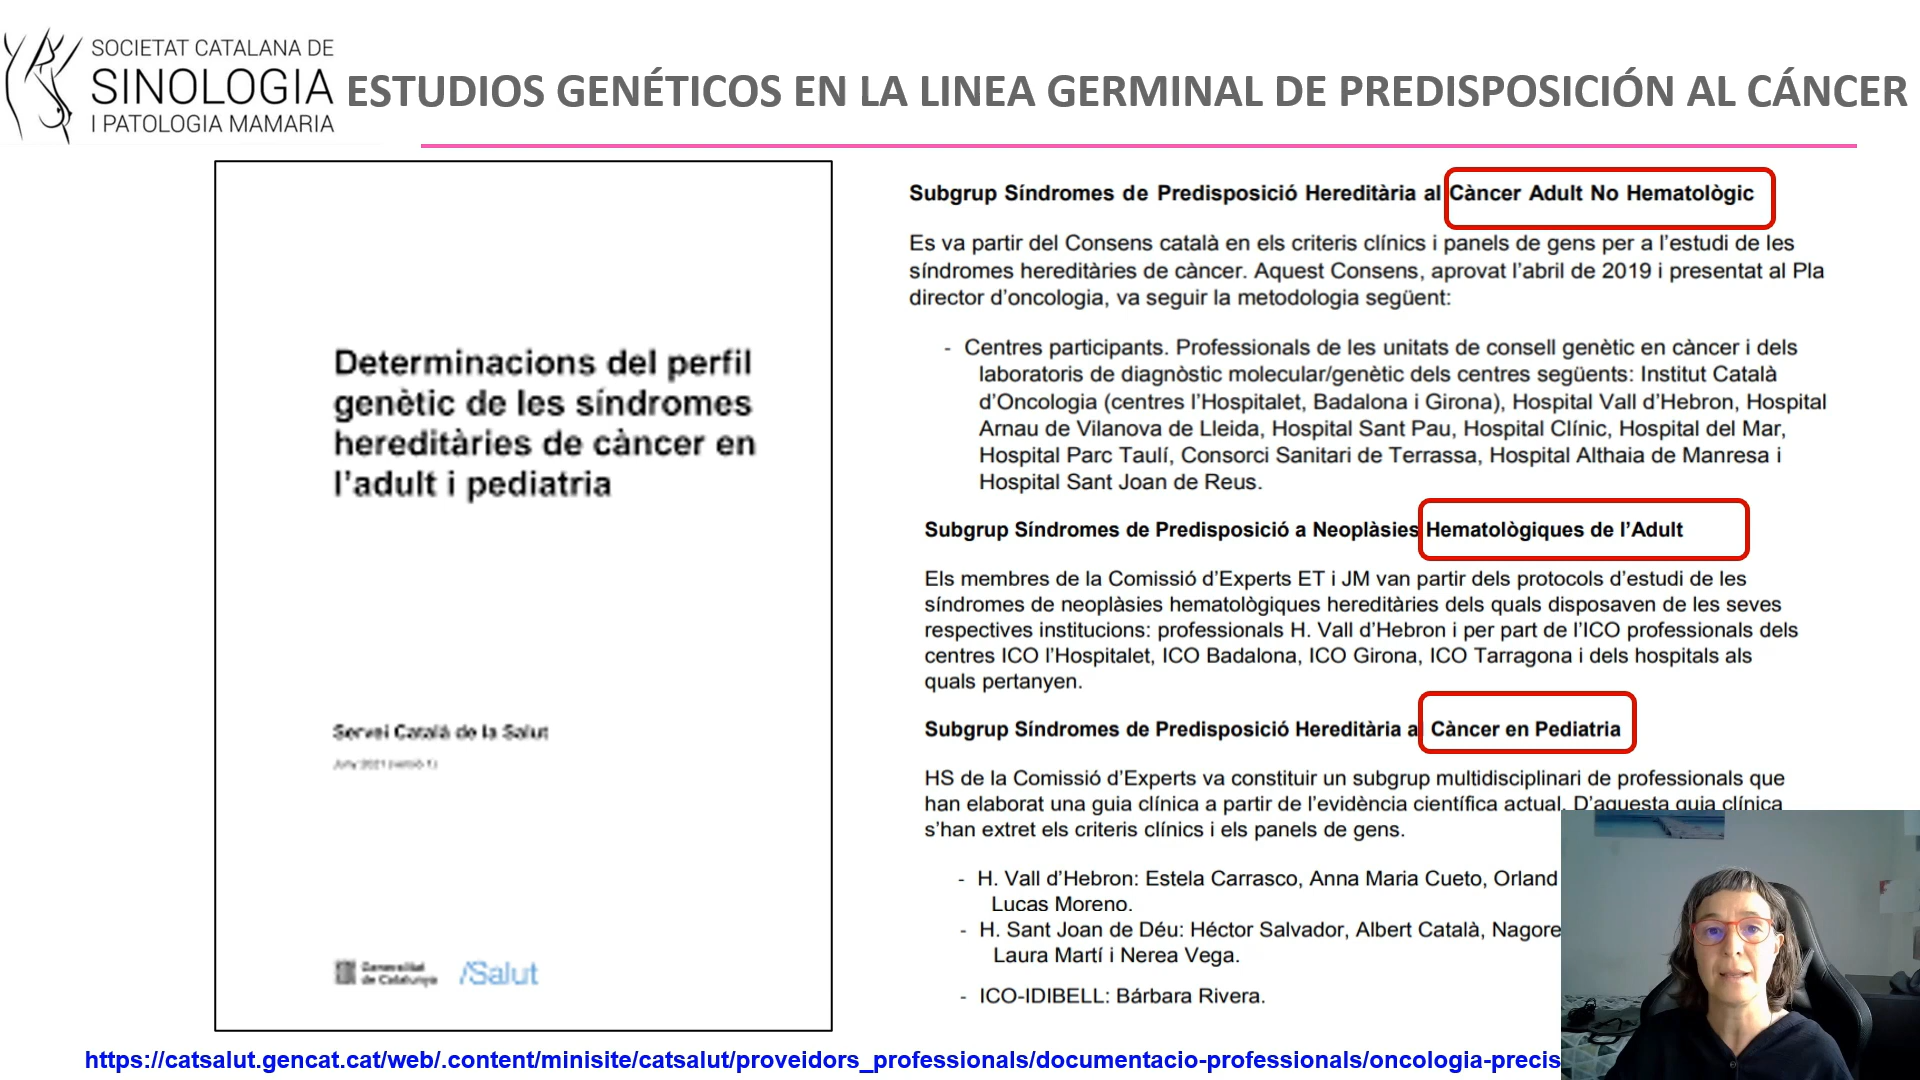 SOCIETAT CATALANA DE
SINOLOGIA
I PATOLOGIA MAMARIA
ESTUDIOS GENÉTICOS EN LA LINEA GERMINAL DE PREDISPOSICIÓN AL CÁNCER
Determinacions del perfil
genètic de les síndromes
hereditàries de càncer en
l’adult i pediatria
Servei Català de la Salut
Juny 2021 (versió 1)
Generalitat
de Catalunya
/Salut
Subgrup Síndromes de Predisposició Hereditària al Càncer Adult No Hematològic
Es va partir del Consens català en els criteris clínics i panels de gens per a l’estudi de les
síndromes hereditàries de càncer. Aquest Consens, aprovat l’abril de 2019 i presentat al Pla
director d’oncologia, va seguir la metodologia següent:
- Centres participants. Professionals de les unitats de consell genètic en càncer i dels
laboratoris de diagnòstic molecular/genètic dels centres següents: Institut Català
d’Oncologia (centres l’Hospitalet, Badalona i Girona), Hospital Vall d’Hebron, Hospital
Arnau de Vilanova de Lleida, Hospital Sant Pau, Hospital Clínic, Hospital del Mar,
Hospital Parc Taulí, Consorci Sanitari de Terrassa, Hospital Althaia de Manresa i
Hospital Sant Joan de Reus.
Subgrup Síndromes de Predisposició a Neoplàsies Hematològiques de l’Adult
Els membres de la Comissió d’Experts ET i JM van partir dels protocols d’estudi de les
síndromes de neoplàsies hematològiques hereditàries dels quals disposaven de les seves
respectives institucions: professionals H. Vall d’Hebron i per part de l’ICO professionals dels
centres ICO l’Hospitalet, ICO Badalona, ICO Girona, ICO Tarragona i dels hospitals als
quals pertanyen.
Subgrup Síndromes de Predisposició Hereditària a Càncer en Pediatria
HS de la Comissió d’Experts va constituir un subgrup multidisciplinari de professionals que
han elaborat una guia clínica a partir de l’evidència científica actual. D’aquesta guia clínica
s’han extret els criteris clínics i els panels de gens.
- H. Vall d’Hebron: Estela Carrasco, Anna Maria Cueto, Orland
Lucas Moreno.
- H. Sant Joan de Déu: Héctor Salvador, Albert Català, Nagore
Laura Martí i Nerea Vega.
- ICO-IDIBELL: Bárbara Rivera.
https://catsalut.gencat.cat/web/.content/minisite/catsalut/proveidors_professionals/documentacio-professionals/oncologia-precis